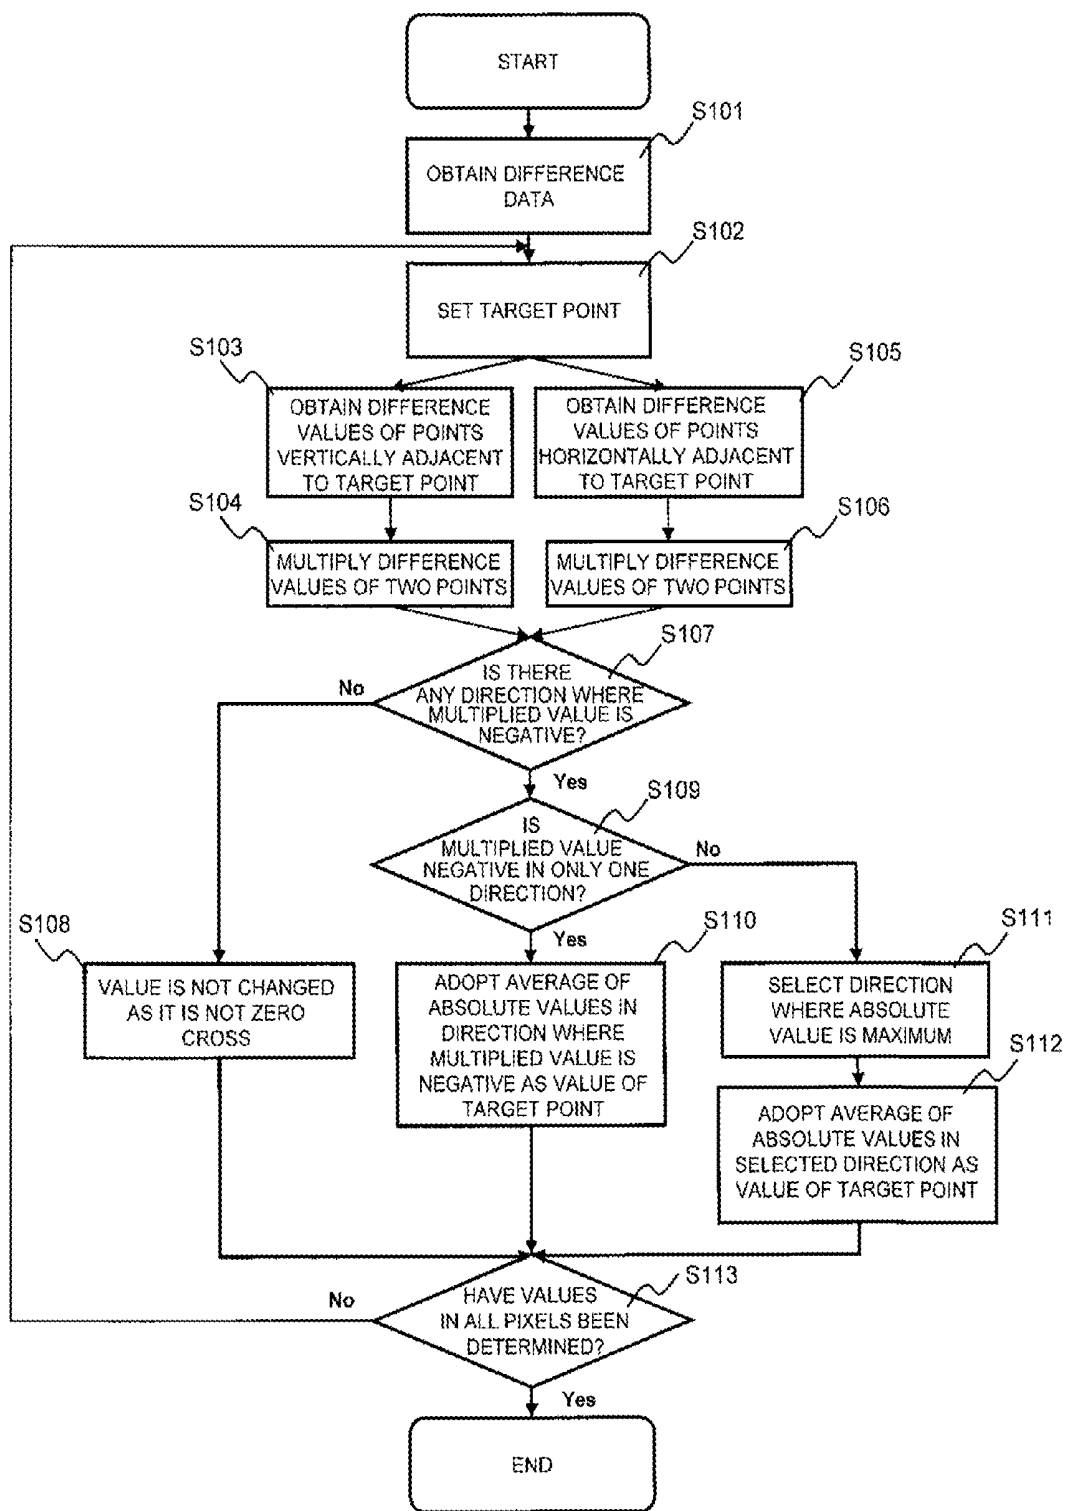 START
S101
OBTAIN DIFFERENCE
DATA
S102
SET TARGET POINT
S103
OBTAIN DIFFERENCE
VALUES OF POINTS
VERTICALLY ADJACENT
TO TARGET POINT
S105
OBTAIN DIFFERENCE
VALUES OF POINTS
HORIZONTALLY ADJACENT
TO TARGET POINT
S104
MULTIPLY DIFFERENCE
VALUES OF TWO POINTS
S106
MULTIPLY DIFFERENCE
VALUES OF TWO POINTS
S107
IS THERE
ANY DIRECTION WHERE
MULTIPLIED VALUE IS
NEGATIVE?
No
Yes
S109
IS
MULTIPLIED VALUE
NEGATIVE IN ONLY ONE
DIRECTION?
No
Yes
S108
VALUE IS NOT CHANGED
AS IT IS NOT ZERO
CROSS
S110
ADOPT AVERAGE OF
ABSOLUTE VALUES IN
DIRECTION WHERE
MULTIPLIED VALUE IS
NEGATIVE AS VALUE OF
TARGET POINT
S111
SELECT DIRECTION
WHERE ABSOLUTE
VALUE IS MAXIMUM
S112
ADOPT AVERAGE OF
ABSOLUTE VALUES IN
SELECTED DIRECTION AS
VALUE OF TARGET POINT
S113
HAVE VALUES
IN ALL PIXELS BEEN
DETERMINED?
No
Yes
END